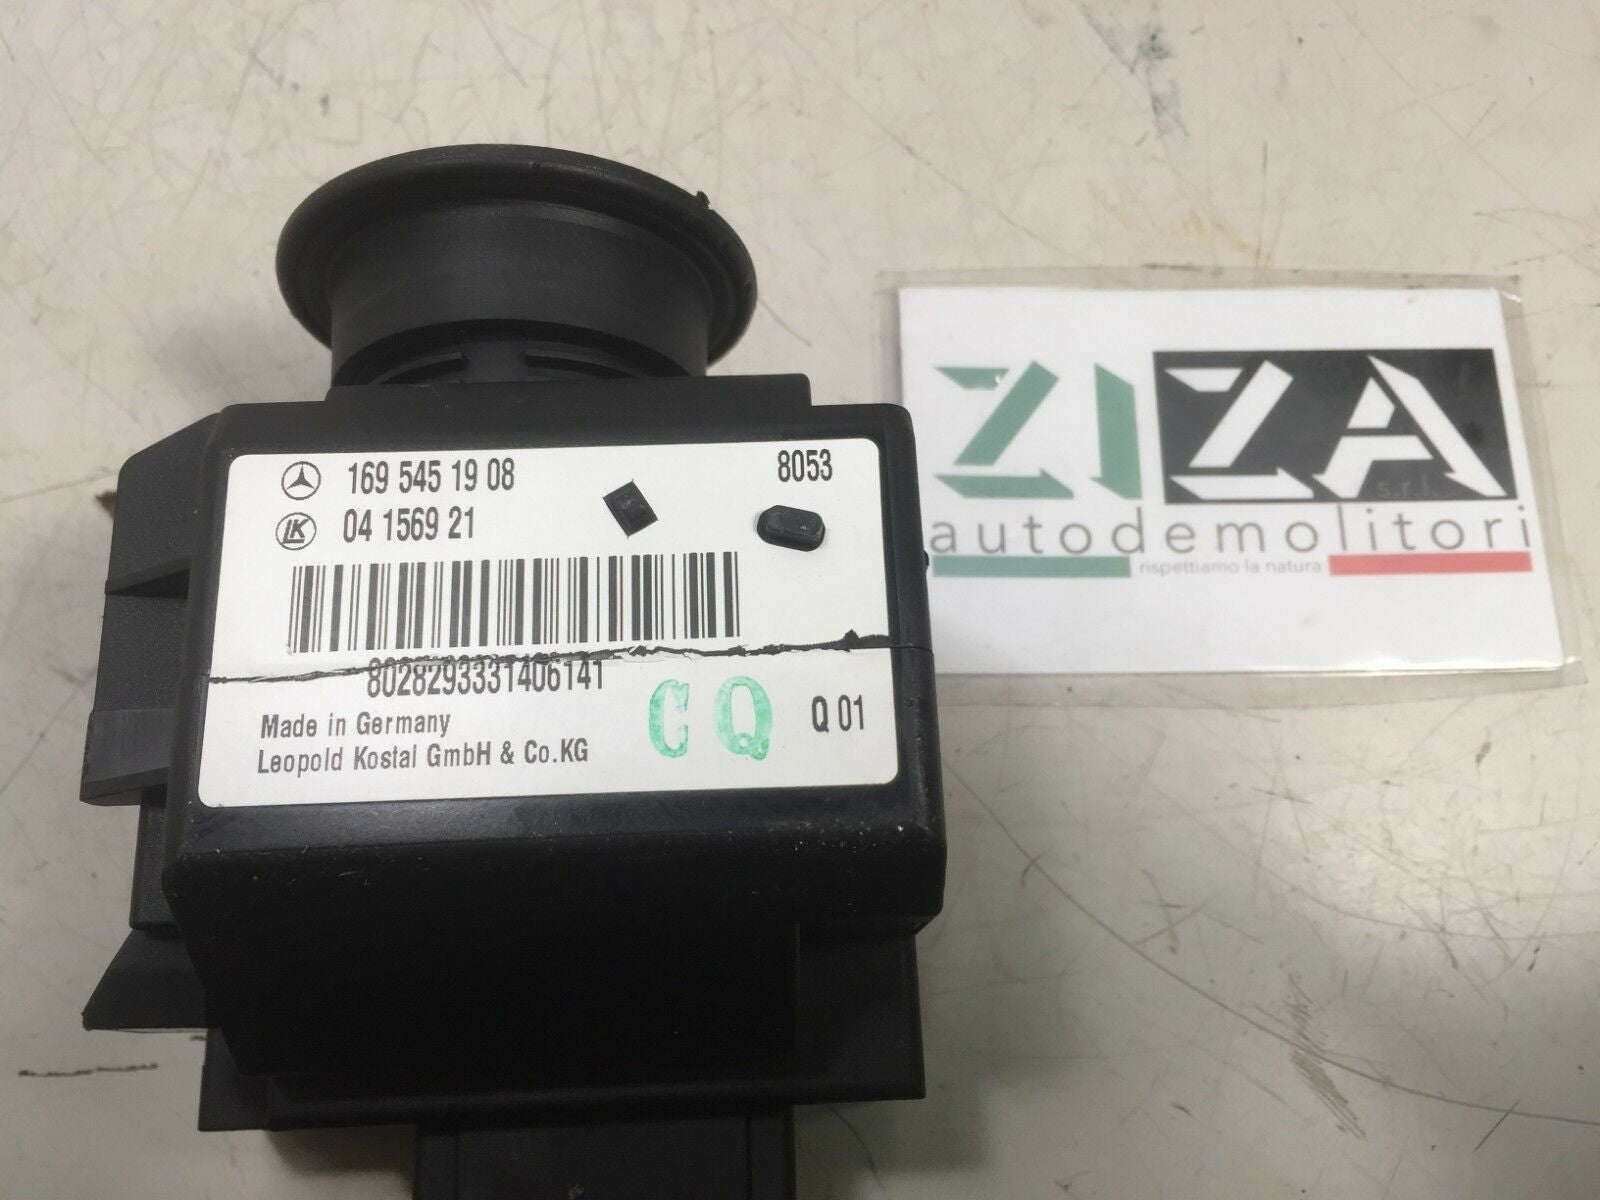 169 545 19 08
8053
LK 04 1569 21
8028293331406141
CQ
Q 01
Made in Germany
Leopold Kostal GmbH & Co.KG
ZIZA
s.r.l.
autodemolitori
rispettiamo la natura